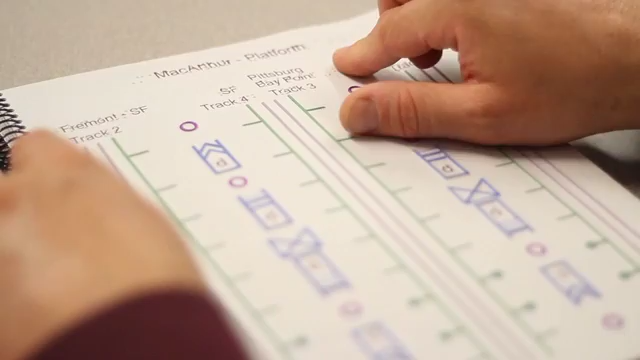 MacArthur - Platform
Pittsburg
Bay Point
Track 3
SF
Track 4
Fremont - SF
Track 2